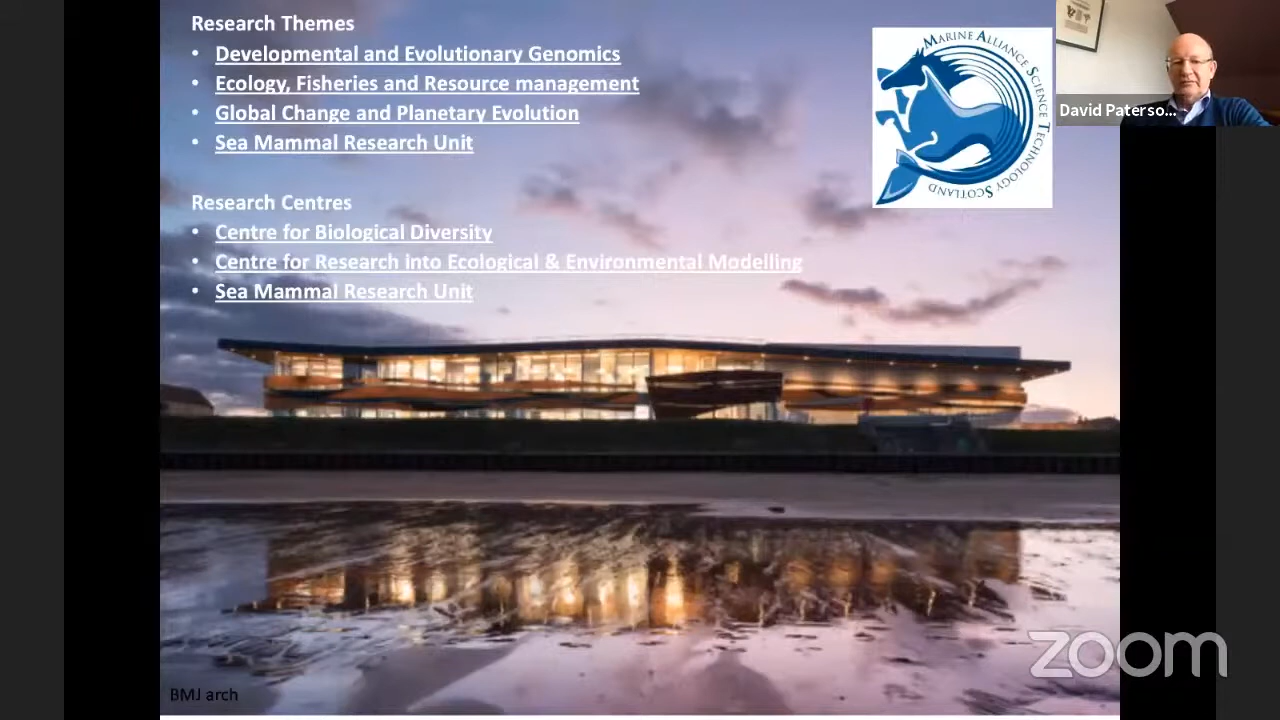 Research Themes
• Developmental and Evolutionary Genomics
• Ecology, Fisheries and Resource management
• Global Change and Planetary Evolution
• Sea Mammal Research Unit
Research Centres
• Centre for Biological Diversity
• Centre for Research into Ecological & Environmental Modelling
• Sea Mammal Research Unit
MARINE ALLIANCE SCIENCE TECHNOLOGY SCOTLAND
David Paterso...
zoom
BMJ arch